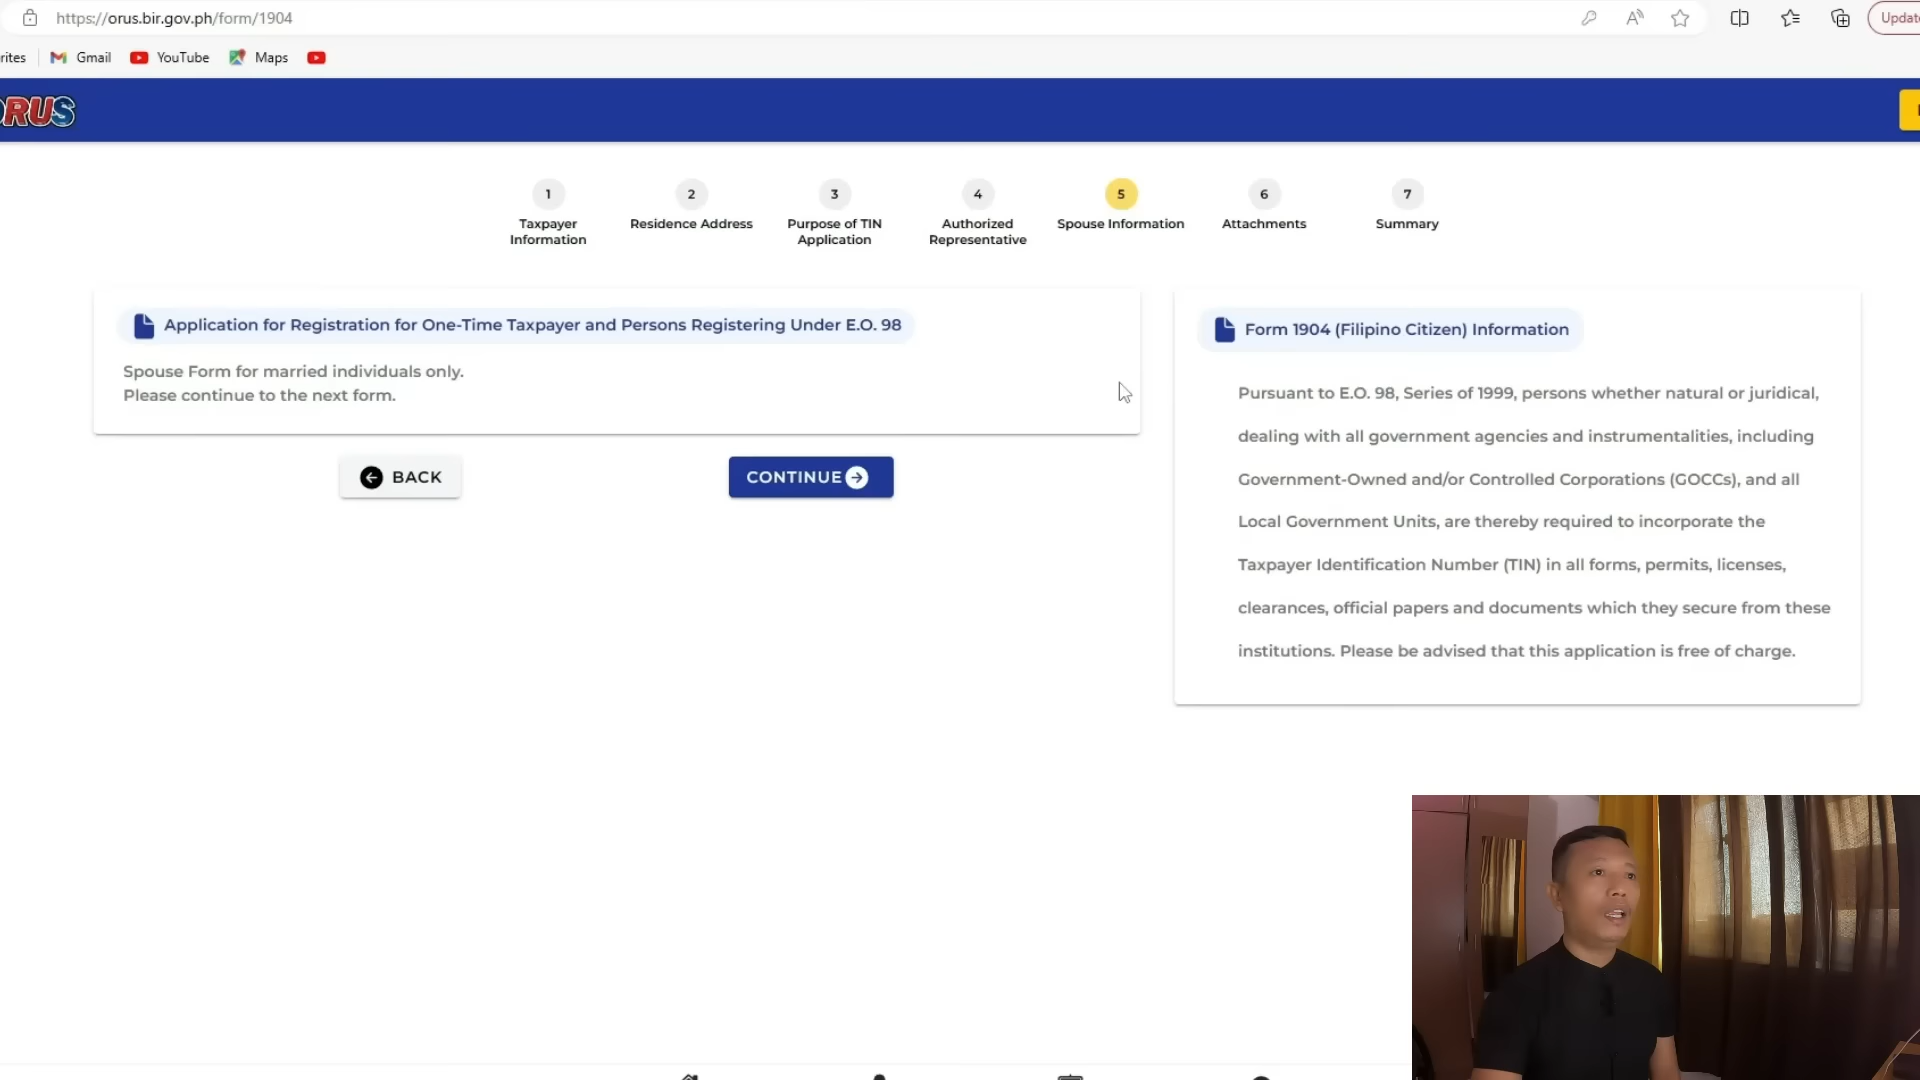 https://orus.bir.gov.ph/form/1904
Update
rites
Gmail
YouTube
Maps
ORUS
1
2
3
4
5
6
7
Taxpayer
Information
Residence Address
Purpose of TIN
Application
Authorized
Representative
Spouse Information
Attachments
Summary
Application for Registration for One-Time Taxpayer and Persons Registering Under E.O. 98
Spouse Form for married individuals only.
Please continue to the next form.
BACK
CONTINUE
Form 1904 (Filipino Citizen) Information
Pursuant to E.O. 98, Series of 1999, persons whether natural or juridical,
dealing with all government agencies and instrumentalities, including
Government-Owned and/or Controlled Corporations (GOCCs), and all
Local Government Units, are thereby required to incorporate the
Taxpayer Identification Number (TIN) in all forms, permits, licenses,
clearances, official papers and documents which they secure from these
institutions. Please be advised that this application is free of charge.